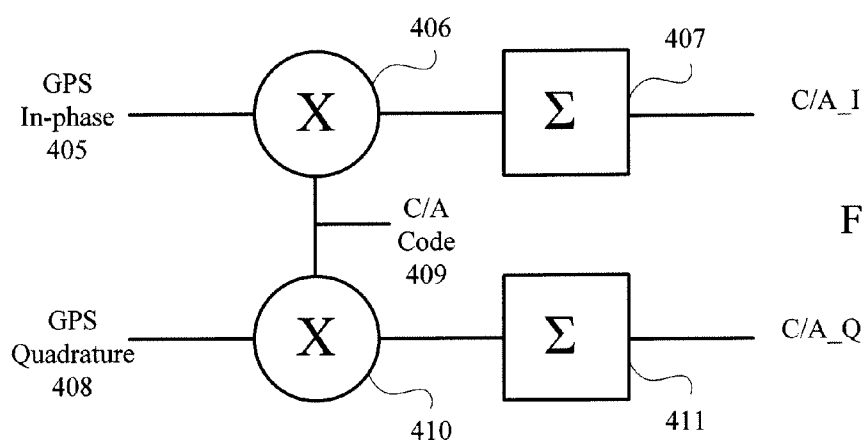 406
407
GPS
In-phase
405
X
Σ
C/A_I
C/A
Code
409
F
GPS
Quadrature
408
X
Σ
C/A_Q
410
411